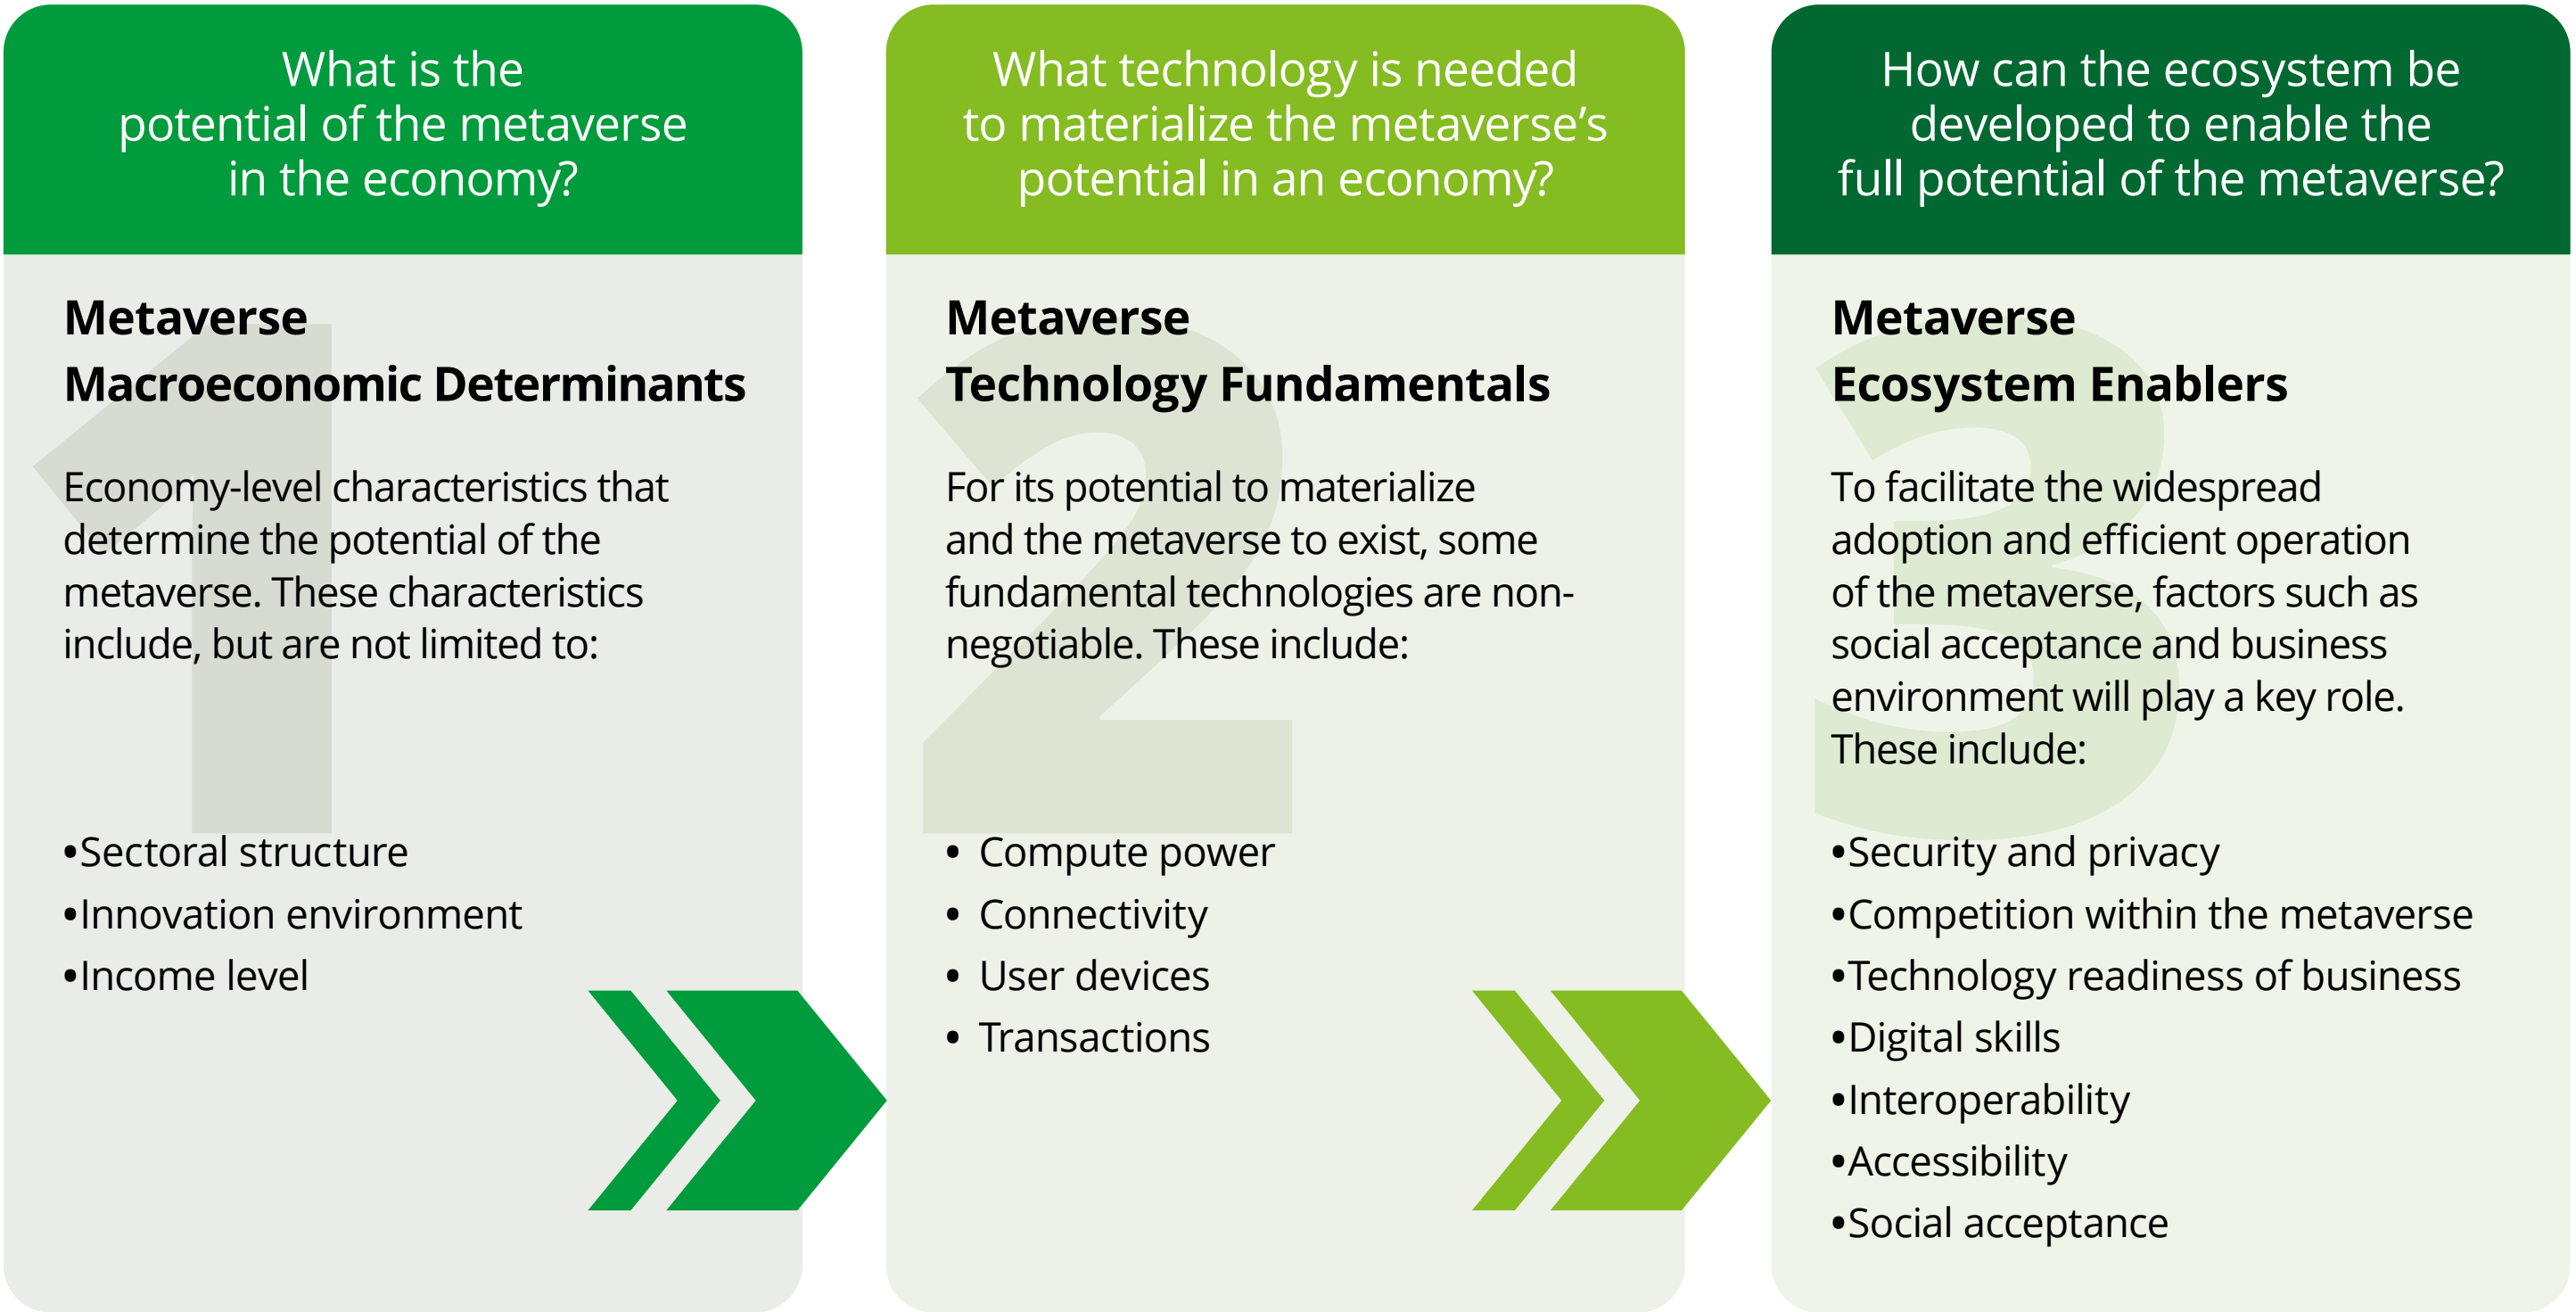 What is the
potential of the metaverse
in the economy?
1
Metaverse
Macroeconomic Determinants
Economy-level characteristics that
determine the potential of the
metaverse. These characteristics
include, but are not limited to:
•Sectoral structure
•Innovation environment
•Income level
What technology is needed
to materialize the metaverse’s
potential in an economy?
2
Metaverse
Technology Fundamentals
For its potential to materialize
and the metaverse to exist, some
fundamental technologies are non-
negotiable. These include:
• Compute power
• Connectivity
• User devices
• Transactions
How can the ecosystem be
developed to enable the
full potential of the metaverse?
3
Metaverse
Ecosystem Enablers
To facilitate the widespread
adoption and efficient operation
of the metaverse, factors such as
social acceptance and business
environment will play a key role.
These include:
•Security and privacy
•Competition within the metaverse
•Technology readiness of business
•Digital skills
•Interoperability
•Accessibility
•Social acceptance